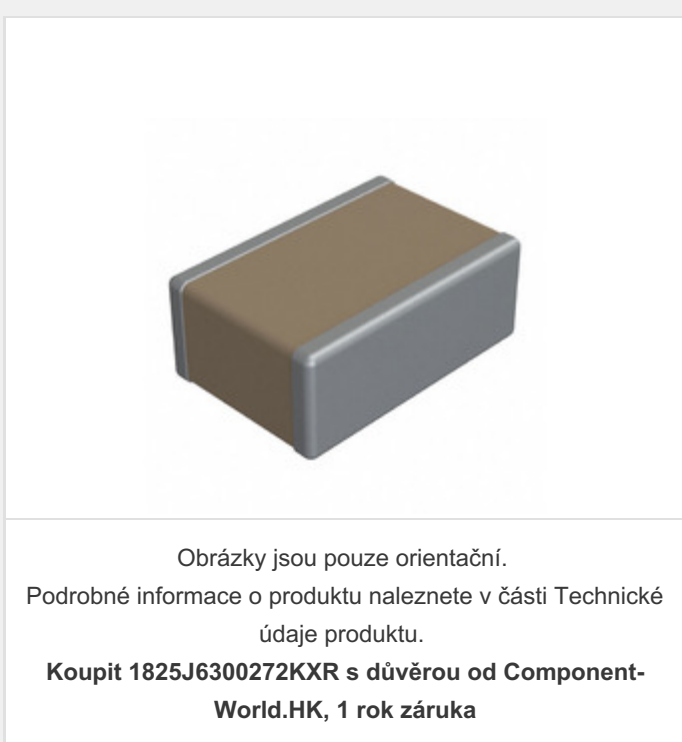 Obrázky jsou pouze orientační.
Podrobné informace o produktu naleznete v části Technické
údaje produktu.
Koupit 1825J6300272KXR s důvěrou od Component-
World.HK, 1 rok záruka